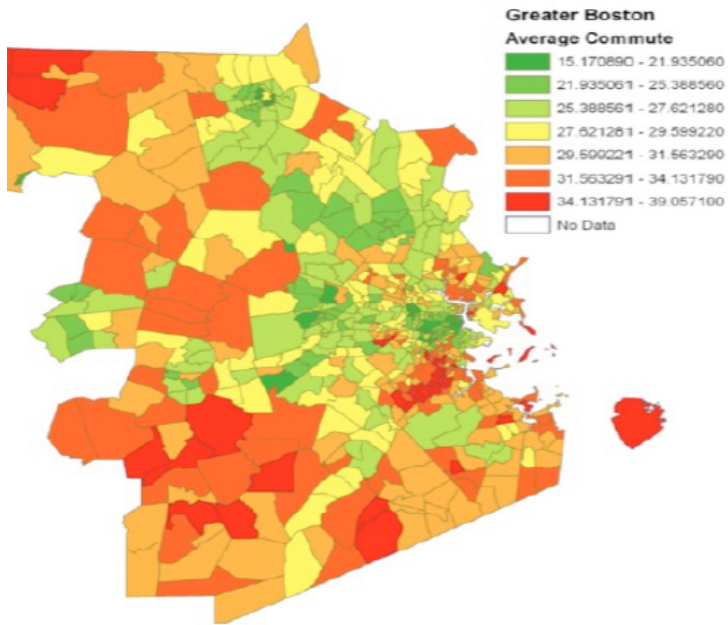 Greater Boston
Average Commute
15.170890 - 21.935060
21.935061 - 25.388560
25.388561 - 27.621280
27.621281 - 29.599220
29.599221 - 31.563290
31.563291 - 34.131790
34.131791 - 39.057100
No Data